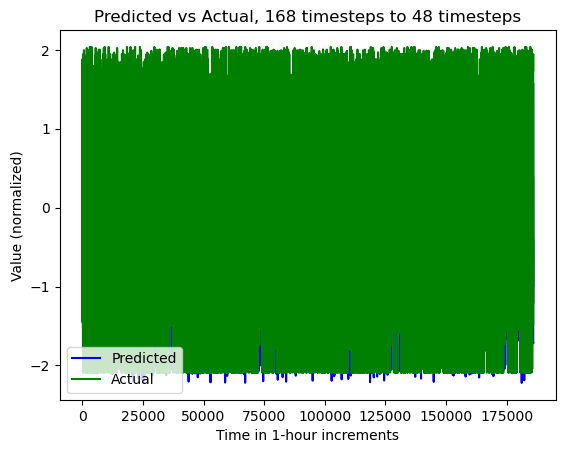 Predicted vs Actual, 168 timesteps to 48 timesteps
Value (normalized)
2
1
0
−1
−2
Predicted
Actual
0 25000 50000 75000 100000 125000 150000 175000
Time in 1-hour increments